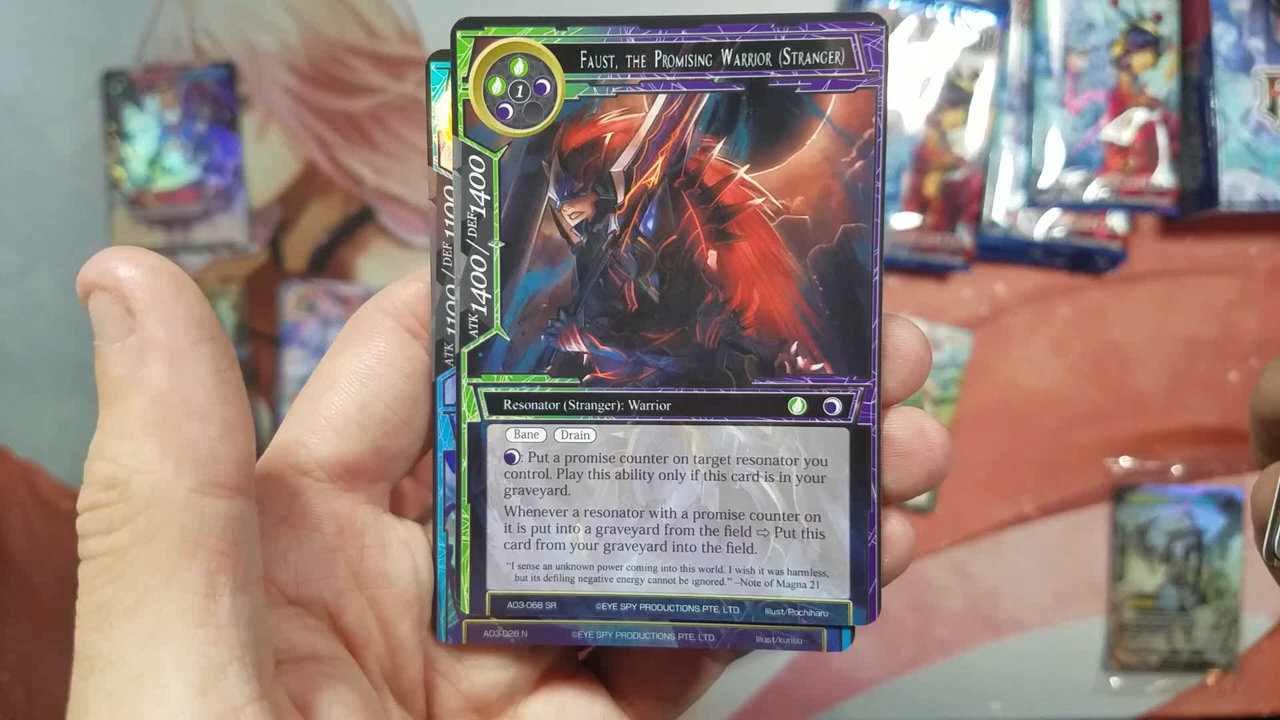 FAUST, THE PROMISING WARRIOR (STRANGER)
1
ATK 1400 / DEF 1400
ATK 1100 / DEF 1100
Resonator (Stranger): Warrior
Bane Drain
: Put a promise counter on target resonator you
control. Play this ability only if this card is in your
graveyard.
Whenever a resonator with a promise counter on
it is put into a graveyard from the field ⇨ Put this
card from your graveyard into the field.
"I sense an unknown power coming into this world. I wish it was harmless,
but its defiling negative energy cannot be ignored." –Note of Magna 21
A03-068 SR ©EYE SPY PRODUCTIONS PTE. LTD. Illust/Pochiharu
A03-028 N ©EYE SPY PRODUCTIONS PTE. LTD. Illust/kurisu